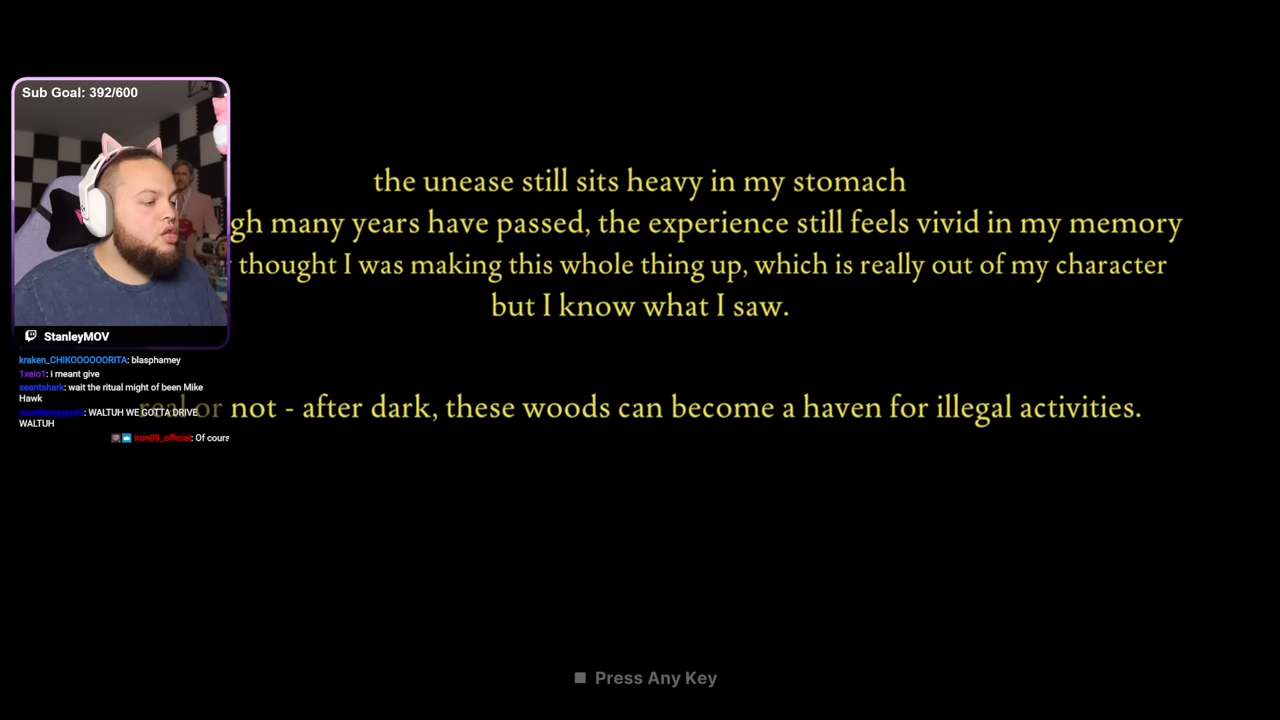 Sub Goal: 392/600
the unease still sits heavy in my stomach
gh many years have passed, the experience still feels vivid in my memory
thought I was making this whole thing up, which is really out of my character
but I know what I saw.
StanleyMOV
kraken_CHIKOOOOOORITA: blasphamey
1xeio1: i meant give
seantshark: wait the ritual might of been Mike
Hawk
: WALTUH WE GOTTA DRIVE
WALTUH
real or not - after dark, these woods can become a haven for illegal activities.
iron09_official: Of cours
Press Any Key